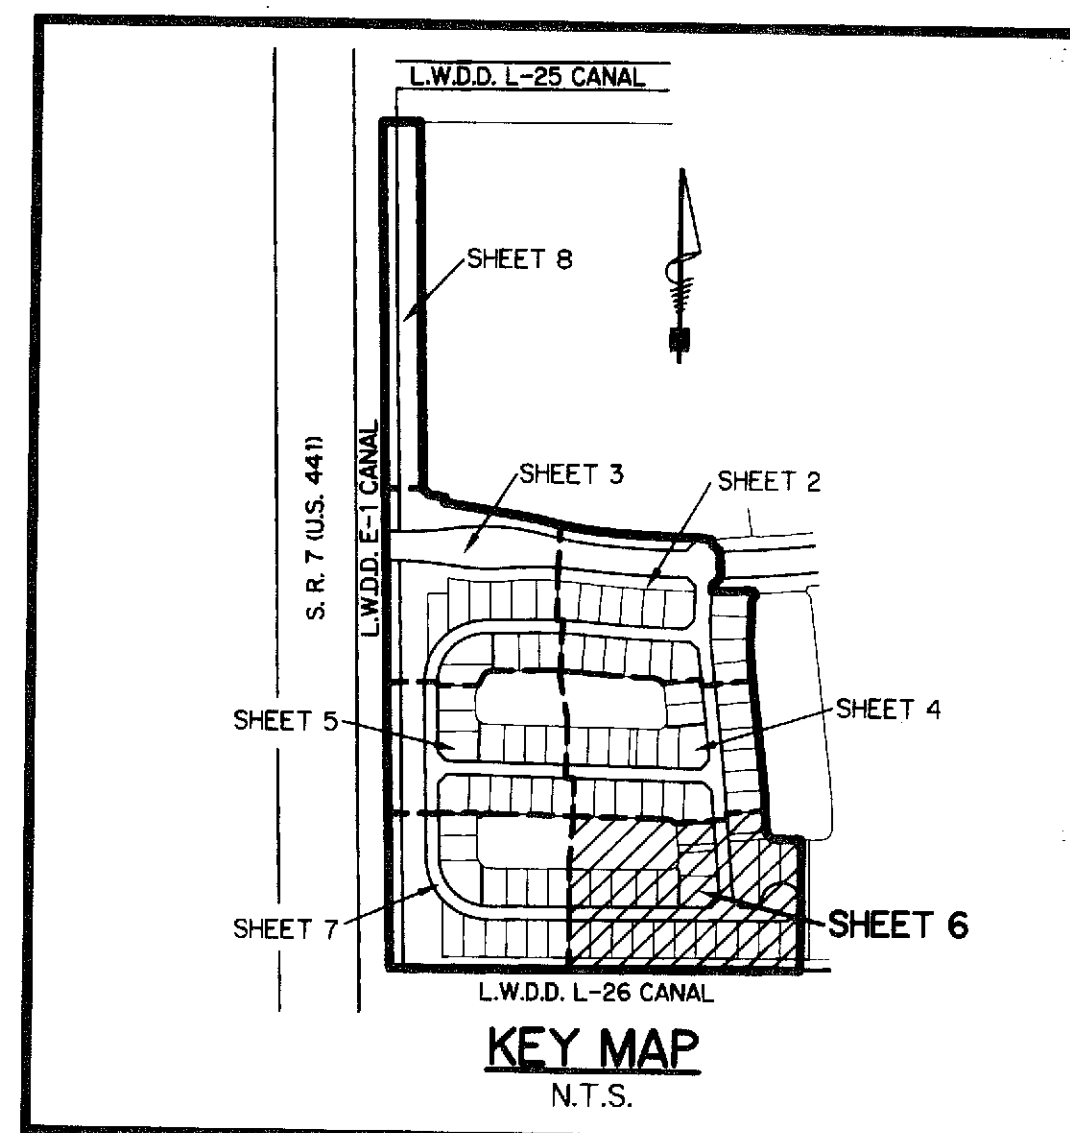 L.W.D.D. L-25 CANAL
SHEET 8
S. R. 7 (U.S. 441)
L.W.D.D. E-1 CANAL
SHEET 3
SHEET 2
SHEET 5
SHEET 4
SHEET 7
SHEET 6
L.W.D.D. L-26 CANAL
KEY MAP
N.T.S.